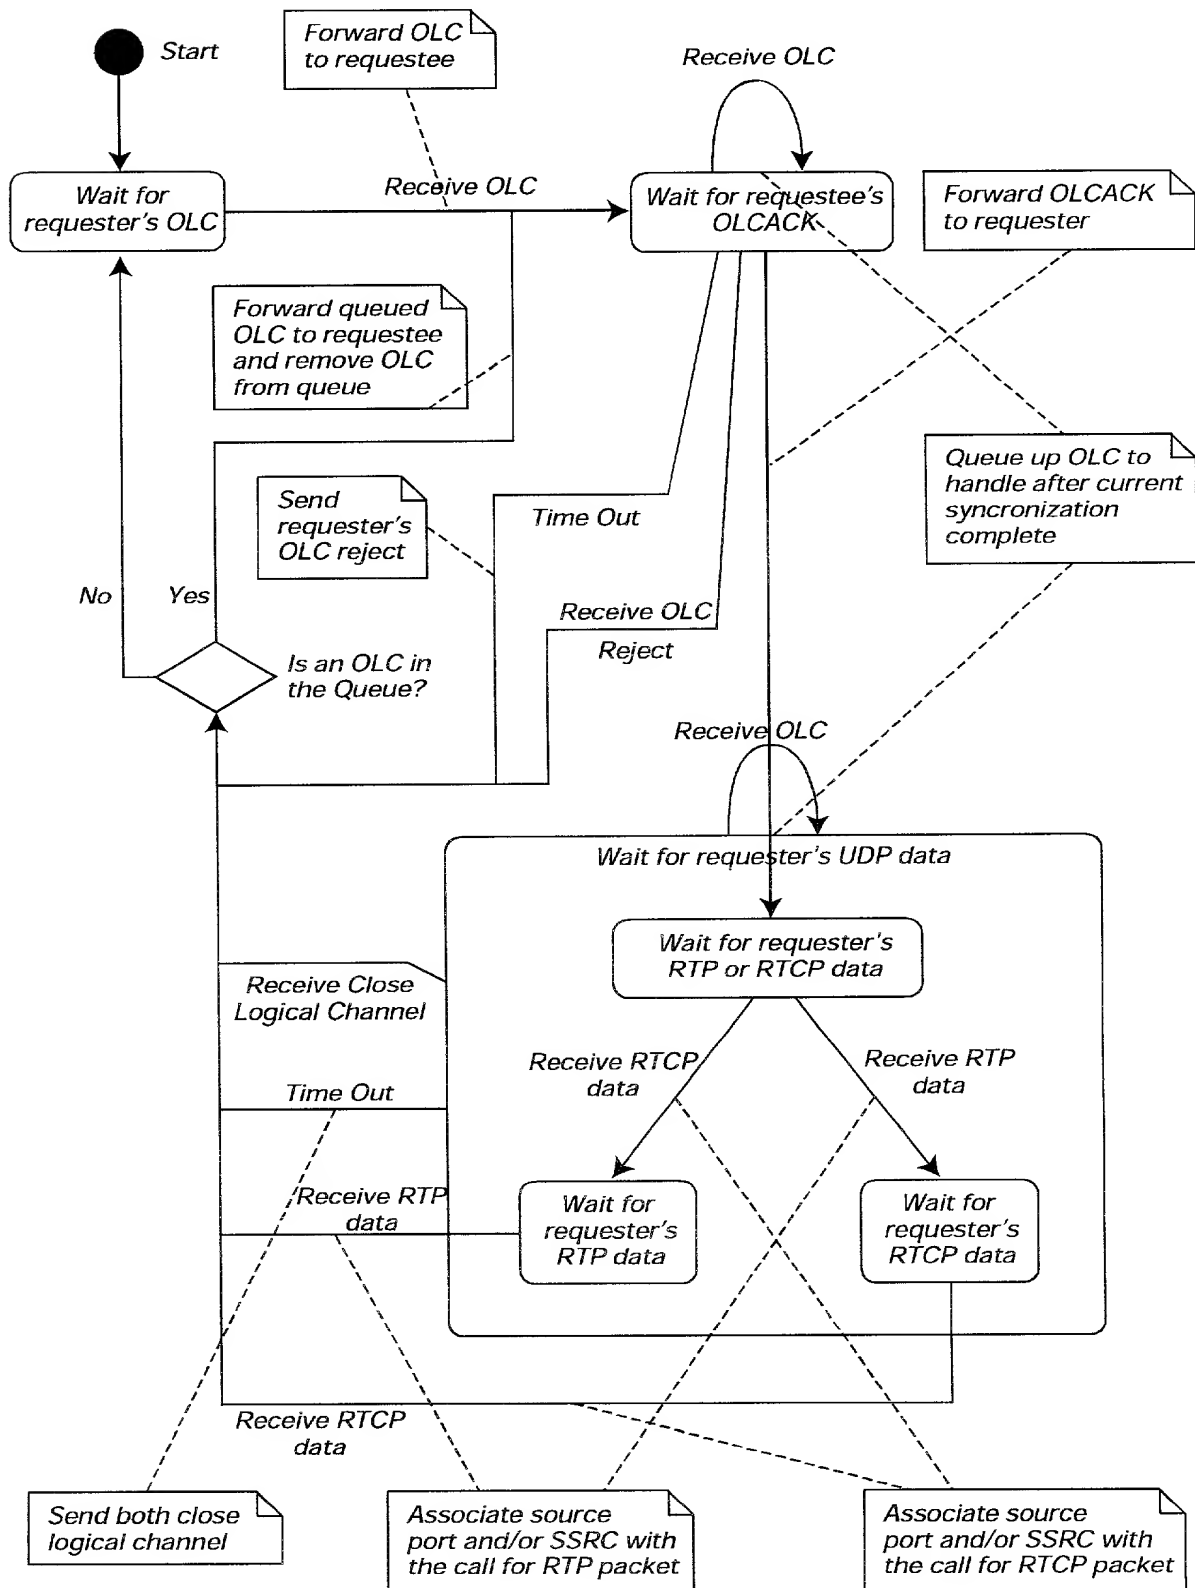 Start
Forward OLC
to requestee
Receive OLC
Wait for
requester's OLC
Receive OLC
Wait for requestee's
OLCACK
Forward OLCACK
to requester
Forward queued
OLC to requestee
and remove OLC
from queue
Queue up OLC to
handle after current
syncronization
complete
Send
requester's
OLC reject
Time Out
No
Yes
Receive OLC
Reject
Is an OLC in
the Queue?
Receive OLC
Wait for requester's UDP data
Wait for requester's
RTP or RTCP data
Receive Close
Logical Channel
Receive RTCP
data
Receive RTP
data
Time Out
Receive RTP
data
Wait for
requester's
RTP data
Wait for
requester's
RTCP data
Receive RTCP
data
Send both close
logical channel
Associate source
port and/or SSRC with
the call for RTP packet
Associate source
port and/or SSRC with
the call for RTCP packet